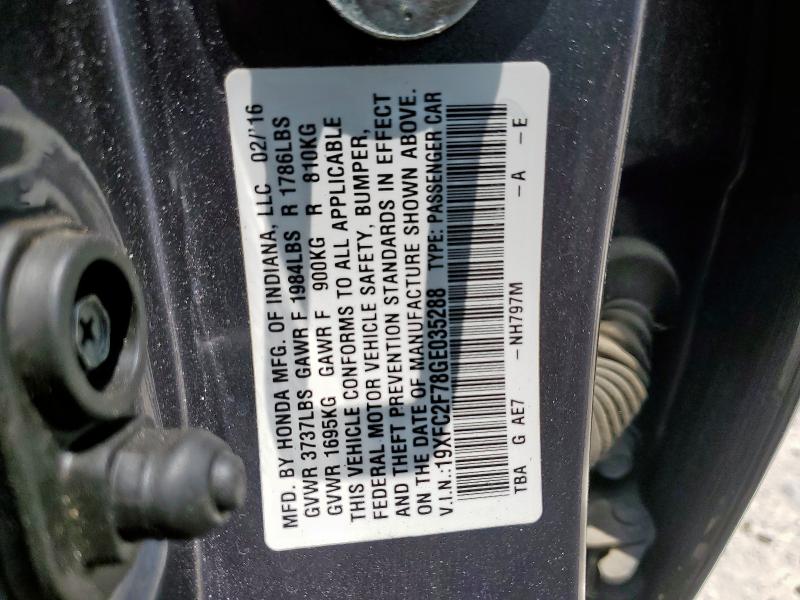 MFD. BY HONDA MFG. OF INDIANA, LLC 02/'16
GVWR 3737LBS GAWR F 1984LBS R 1786LBS
GVWR 1695KG GAWR F 900KG R 810KG
THIS VEHICLE CONFORMS TO ALL APPLICABLE
FEDERAL MOTOR VEHICLE SAFETY, BUMPER,
AND THEFT PREVENTION STANDARDS IN EFFECT
ON THE DATE OF MANUFACTURE SHOWN ABOVE.
V.I.N.:19XFC2F78GE035288 TYPE: PASSENGER CAR
TBA G AE7 -NH797M -A -E